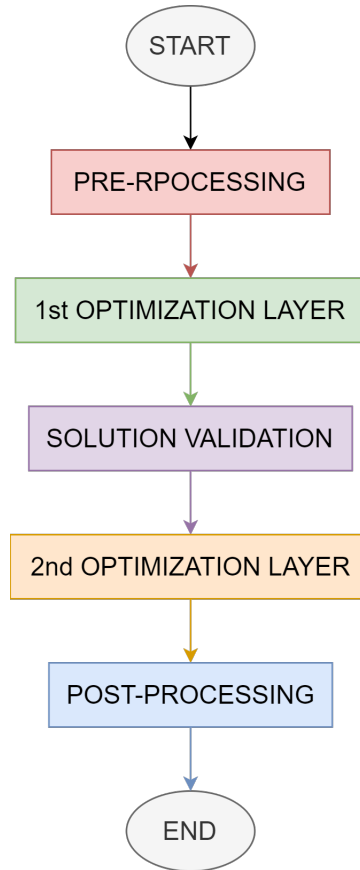 START
PRE-RPOCESSING
1st OPTIMIZATION LAYER
SOLUTION VALIDATION
2nd OPTIMIZATION LAYER
POST-PROCESSING
END